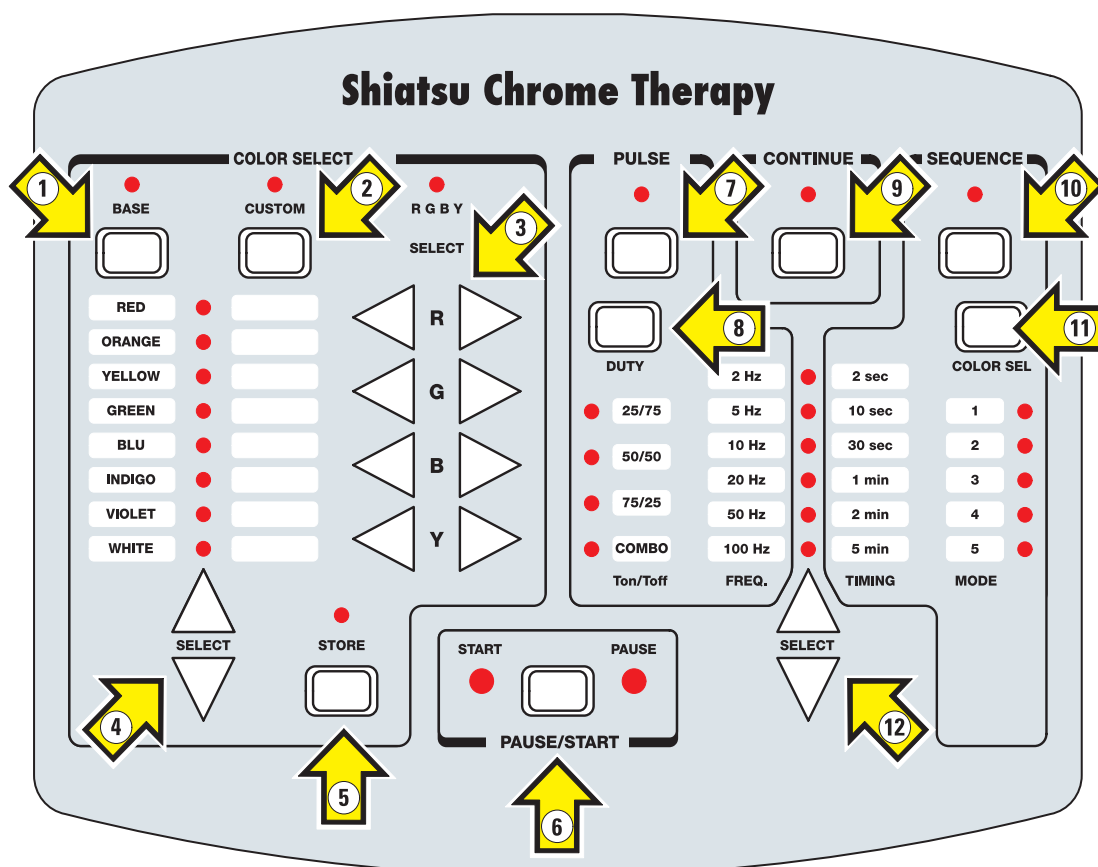 Shiatsu Chrome Therapy
COLOR SELECT
PULSE
CONTINUE
SEQUENCE
1
2
3
7
9
10
BASE
CUSTOM
R G B Y
SELECT
RED
ORANGE
YELLOW
GREEN
BLU
INDIGO
VIOLET
WHITE
R
G
B
Y
SELECT
4
STORE
5
START
PAUSE
PAUSE/START
6
8
DUTY
25/75
50/50
75/25
COMBO
Ton/Toff
2 Hz
5 Hz
10 Hz
20 Hz
50 Hz
100 Hz
FREQ.
2 sec
10 sec
30 sec
1 min
2 min
5 min
TIMING
SELECT
12
11
COLOR SEL
1
2
3
4
5
MODE